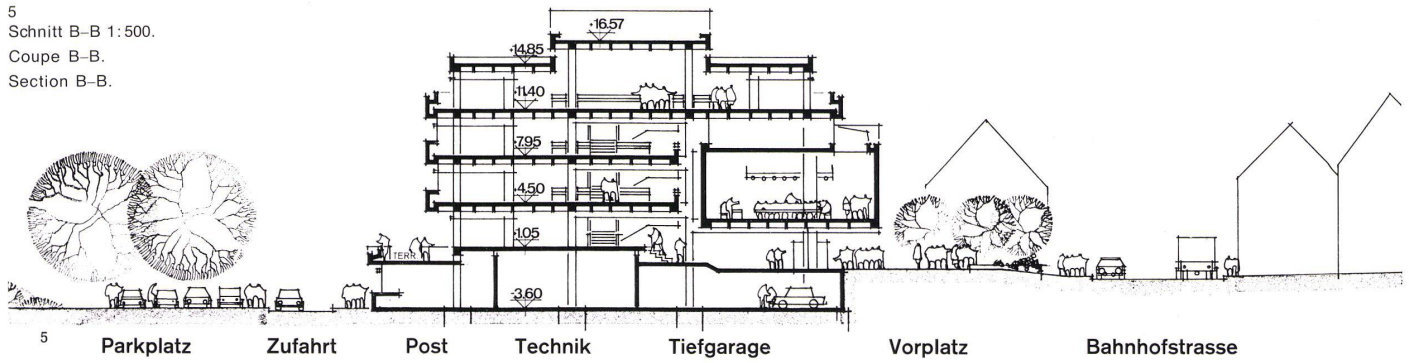 5
Schnitt B–B 1:500.
Coupe B–B.
Section B–B.
+16.57
+14.85
+11.40
+7.95
+4.50
+1.05
TERR.
-3.60
5
Parkplatz Zufahrt Post Technik Tiefgarage Vorplatz Bahnhofstrasse